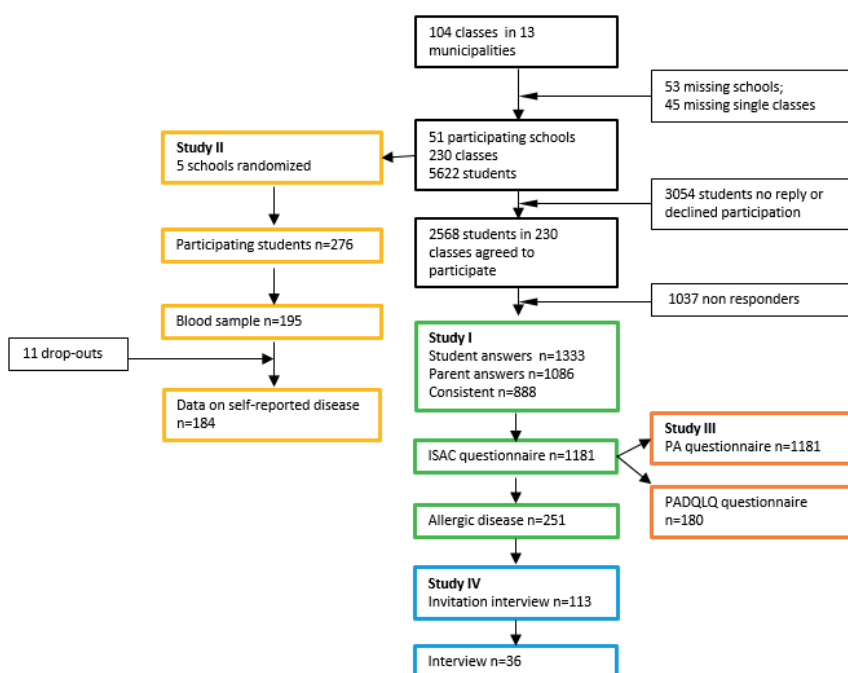 104 classes in 13
municipalities
53 missing schools;
45 missing single classes
Study II
5 schools randomized
51 participating schools
230 classes
5622 students
3054 students no reply or
declined participation
Participating students n=276
2568 students in 230
classes agreed to
participate
1037 non responders
Blood sample n=195
11 drop-outs
Study I
Student answers n=1333
Parent answers n=1086
Consistent n=888
Data on self-reported disease
n=184
Study III
PA questionnaire n=1181
ISAC questionnaire n=1181
PADQLQ questionnaire
n=180
Allergic disease n=251
Study IV
Invitation interview n=113
Interview n=36